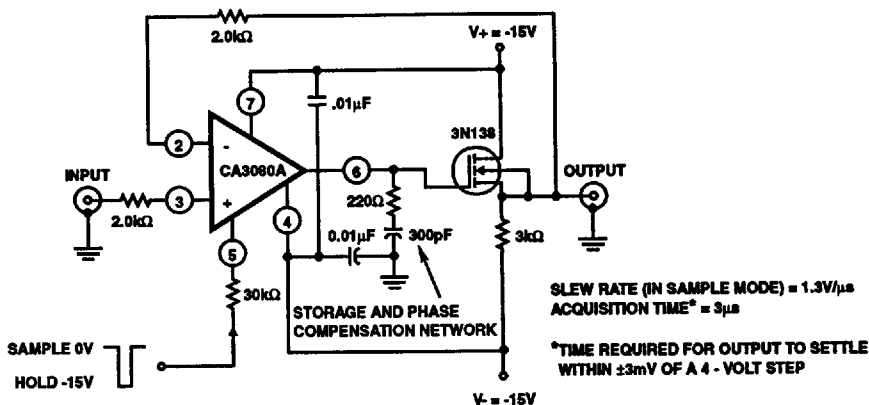 2.0kΩ
V+ = -15V
7
.01μF
3N138
2
-
CA3080A
6
INPUT
OUTPUT
3
+
2.0kΩ
4
220Ω
0.01μF
300pF
3kΩ
5
30kΩ
STORAGE AND PHASE
COMPENSATION NETWORK
SLEW RATE (IN SAMPLE MODE) = 1.3V/μs
ACQUISITION TIME* = 3μs
SAMPLE 0V
HOLD -15V
*TIME REQUIRED FOR OUTPUT TO SETTLE
WITHIN ±3mV OF A 4 - VOLT STEP
V- = -15V